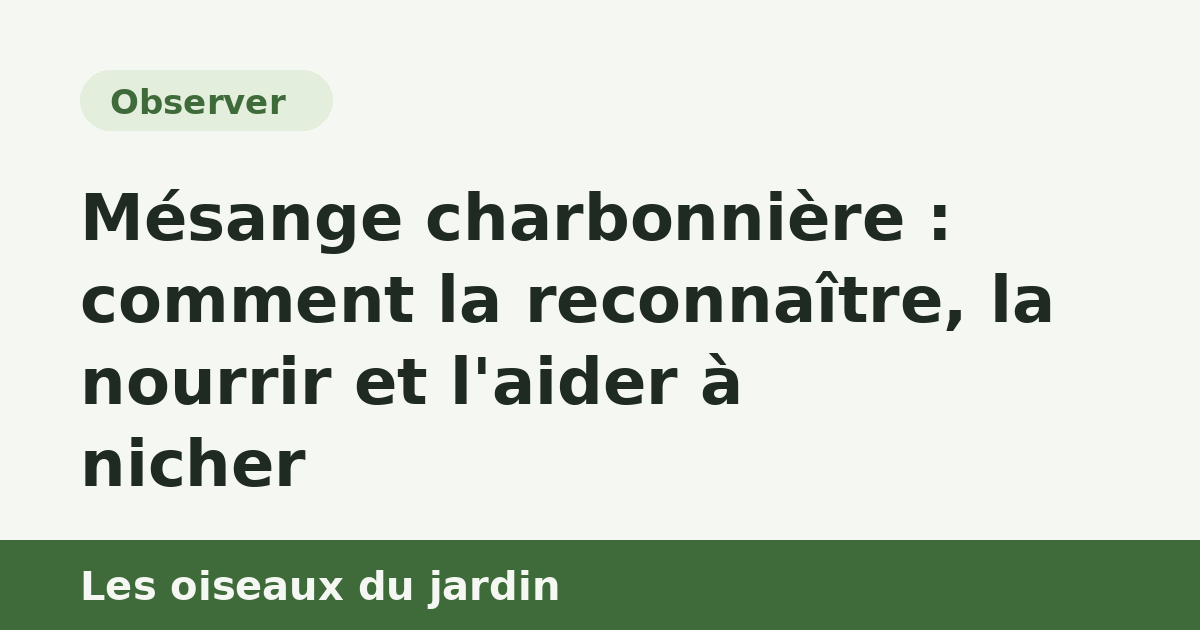 Observer
Mésange charbonnière :
comment la reconnaître, la
nourrir et l'aider à
nicher
Les oiseaux du jardin